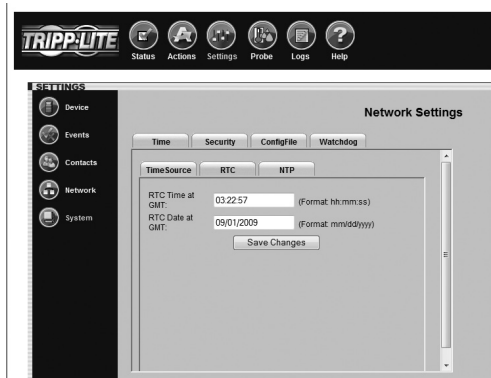 TRIPP·LITE
Status Actions Settings Probe Logs Help
SETTINGS
Device
Events
Contacts
Network
System
Network Settings
Time Security ConfigFile Watchdog
TimeSource RTC NTP
RTC Time at GMT: 03:22:57 (Format: hh:mm:ss)
RTC Date at GMT: 09/01/2009 (Format: mm/dd/yyyy)
Save Changes